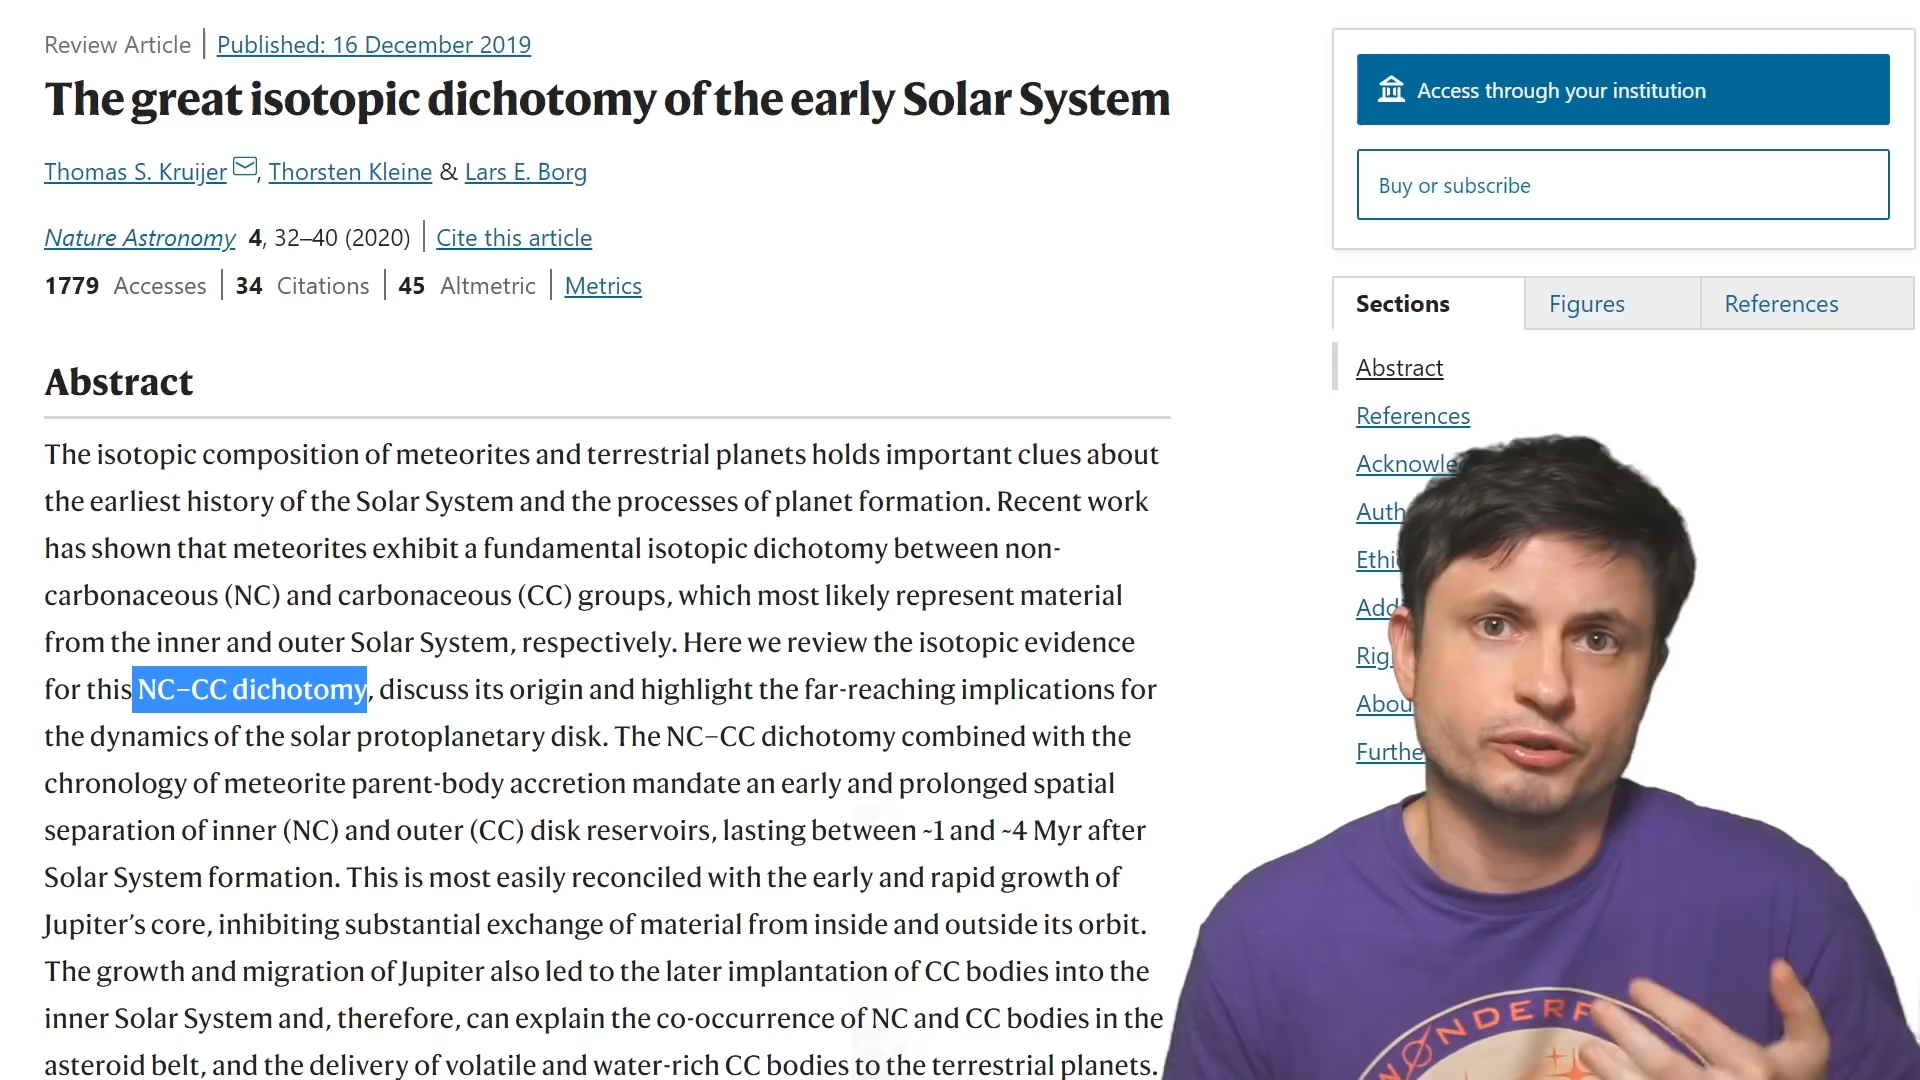 Review Article | Published: 16 December 2019
The great isotopic dichotomy of the early Solar System
Thomas S. Kruijer, Thorsten Kleine & Lars E. Borg
Nature Astronomy 4, 32–40 (2020) | Cite this article
1779 Accesses | 34 Citations | 45 Altmetric | Metrics
Abstract
The isotopic composition of meteorites and terrestrial planets holds important clues about
the earliest history of the Solar System and the processes of planet formation. Recent work
has shown that meteorites exhibit a fundamental isotopic dichotomy between non-
carbonaceous (NC) and carbonaceous (CC) groups, which most likely represent material
from the inner and outer Solar System, respectively. Here we review the isotopic evidence
for this NC–CC dichotomy, discuss its origin and highlight the far-reaching implications for
the dynamics of the solar protoplanetary disk. The NC–CC dichotomy combined with the
chronology of meteorite parent-body accretion mandate an early and prolonged spatial
separation of inner (NC) and outer (CC) disk reservoirs, lasting between ~1 and ~4 Myr after
Solar System formation. This is most easily reconciled with the early and rapid growth of
Jupiter’s core, inhibiting substantial exchange of material from inside and outside its orbit.
The growth and migration of Jupiter also led to the later implantation of CC bodies into the
inner Solar System and, therefore, can explain the co-occurrence of NC and CC bodies in the
asteroid belt, and the delivery of volatile and water-rich CC bodies to the terrestrial planets.
Access through your institution
Buy or subscribe
Sections
Figures
References
Abstract
References
Acknowle
Auth
Ethi
Add
Rig
Abou
Furthe
WONDERF